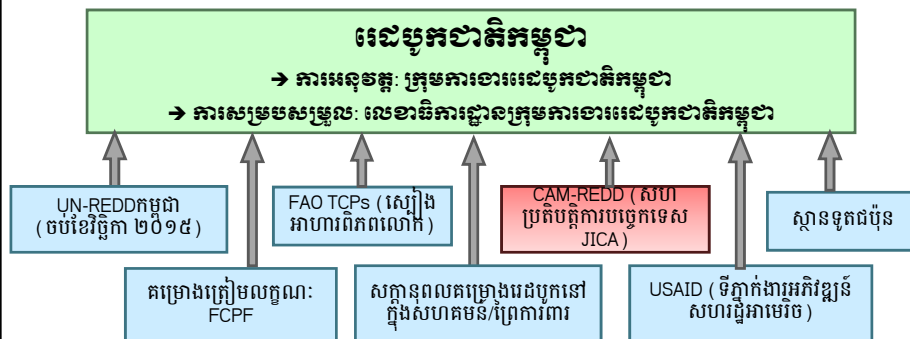 រេដបូកជាតិកម្ពុជា
➔ ការអនុវត្ត: ក្រុមការងាររេដបូកជាតិកម្ពុជា
➔ ការសម្របសម្រួល: លេខាធិការដ្ឋានក្រុមការងាររេដបូកជាតិកម្ពុជា
UN-REDDកម្ពុជា
(ចប់ខែវិច្ឆិកា ២០១៥)
FAO TCPs (ស្បៀង
អាហារពិភពលោក)
CAM-REDD (សហ
ប្រតិបត្តិការបច្ចេកទេស
JICA)
ស្ថានទូតជប៉ុន
គម្រោងត្រៀមលក្ខណៈ
FCPF
សក្តានុពលគម្រោងរេដបូកនៅ
ក្នុងសហគមន៍/ព្រៃការពារ
USAID (ទីភ្នាក់ងារអភិវឌ្ឍន៍
សហរដ្ឋអាមេរិច)